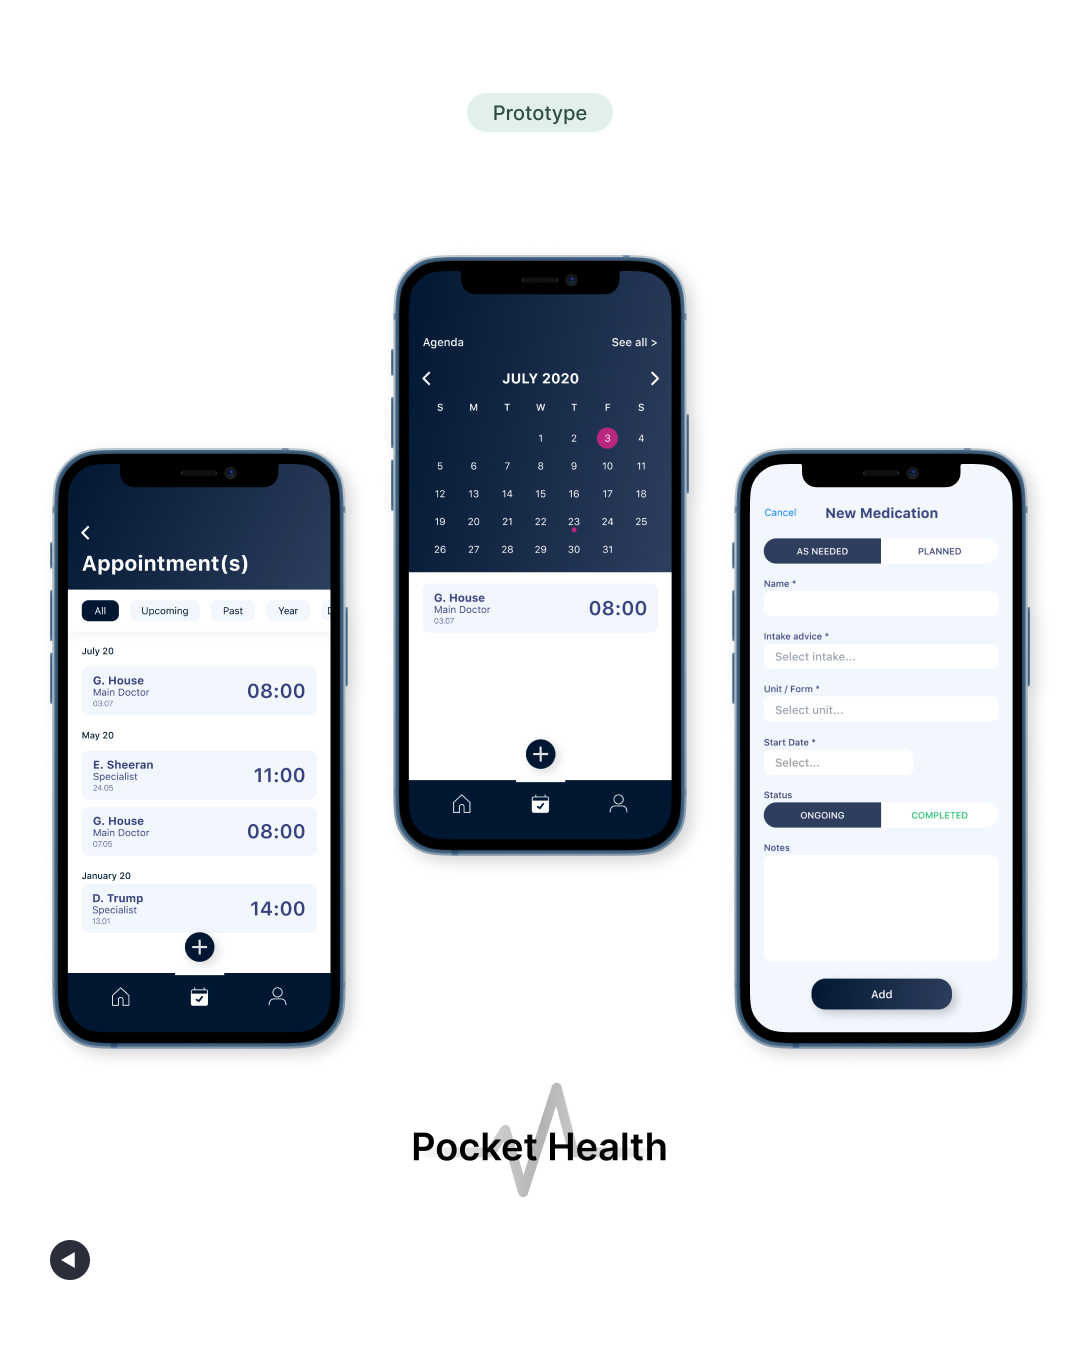 Prototype
Agenda See all >
JULY 2020
S M T W T F S
1 2 3 4
5 6 7 8 9 10 11
12 13 14 15 16 17 18
19 20 21 22 23 24 25
26 27 28 29 30 31
G. House
Main Doctor
03.07
08:00
Appointment(s)
All Upcoming Past Year
July 20
G. House
Main Doctor
03.07
08:00
May 20
E. Sheeran
Specialist
24.05
11:00
G. House
Main Doctor
07.05
08:00
January 20
D. Trump
Specialist
13.01
14:00
Cancel New Medication
AS NEEDED PLANNED
Name *
Intake advice *
Select intake...
Unit / Form *
Select unit...
Start Date *
Select...
Status
ONGOING COMPLETED
Notes
Add
Pocket Health